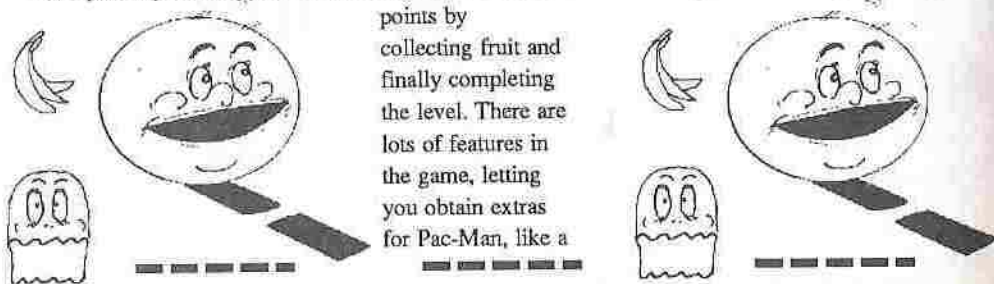 points by
collecting fruit and
finally completing
the level. There are
lots of features in
the game, letting
you obtain extras
for Pac-Man, like a